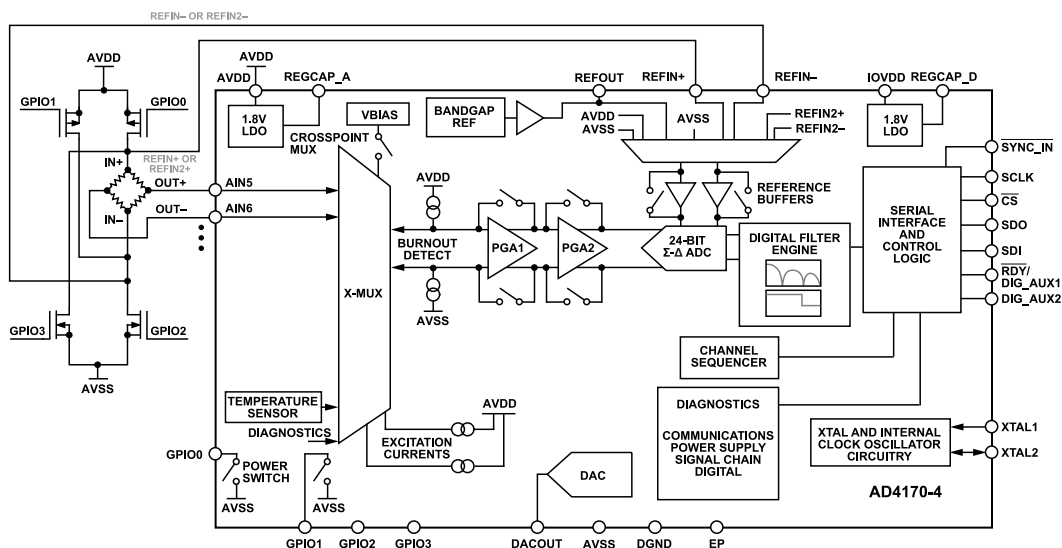 REFIN– OR REFIN2–
AVDD
GPIO1
GPIO0
IN+
REFIN+ OR
REFIN2+
OUT+
OUT–
IN–
GPIO3
GPIO2
AVSS
AVDD
AVDD
REGCAP_A
REFOUT
REFIN+
REFIN–
IOVDD
REGCAP_D
1.8V
LDO
CROSSPOINT
MUX
VBIAS
BANDGAP
REF
AVDD
AVSS
AVSS
REFIN2+
REFIN2–
1.8V
LDO
AIN5
AIN6
X-MUX
AVDD
BURNOUT
DETECT
AVSS
PGA1
PGA2
REFERENCE
BUFFERS
24-BIT
Σ-Δ ADC
DIGITAL FILTER
ENGINE
SERIAL
INTERFACE
AND
CONTROL
LOGIC
SYNC_IN
SCLK
CS
SDO
SDI
RDY/
DIG_AUX1
DIG_AUX2
CHANNEL
SEQUENCER
TEMPERATURE
SENSOR
DIAGNOSTICS
AVDD
EXCITATION
CURRENTS
DIAGNOSTICS
COMMUNICATIONS
POWER SUPPLY
SIGNAL CHAIN
DIGITAL
XTAL AND INTERNAL
CLOCK OSCILLATOR
CIRCUITRY
XTAL1
XTAL2
GPIO0
POWER
SWITCH
AVSS
AVSS
DAC
AD4170-4
GPIO1
GPIO2
GPIO3
DACOUT
AVSS
DGND
EP